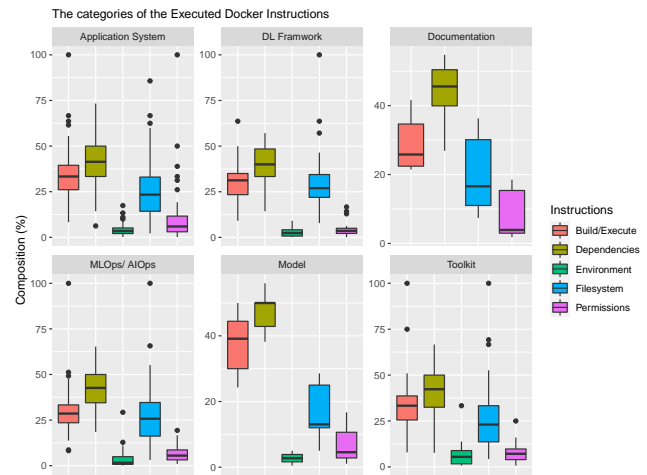 The categories of the Executed Docker Instructions
Application System
DL Framwork
Documentation
100
75
50
25
0
100
75
50
25
0
40
20
0
MLOps/ AIOps
Model
Toolkit
100
75
50
25
0
40
20
0
100
75
50
25
0
Composition (%)
Instructions
Build/Execute
Dependencies
Environment
Filesystem
Permissions